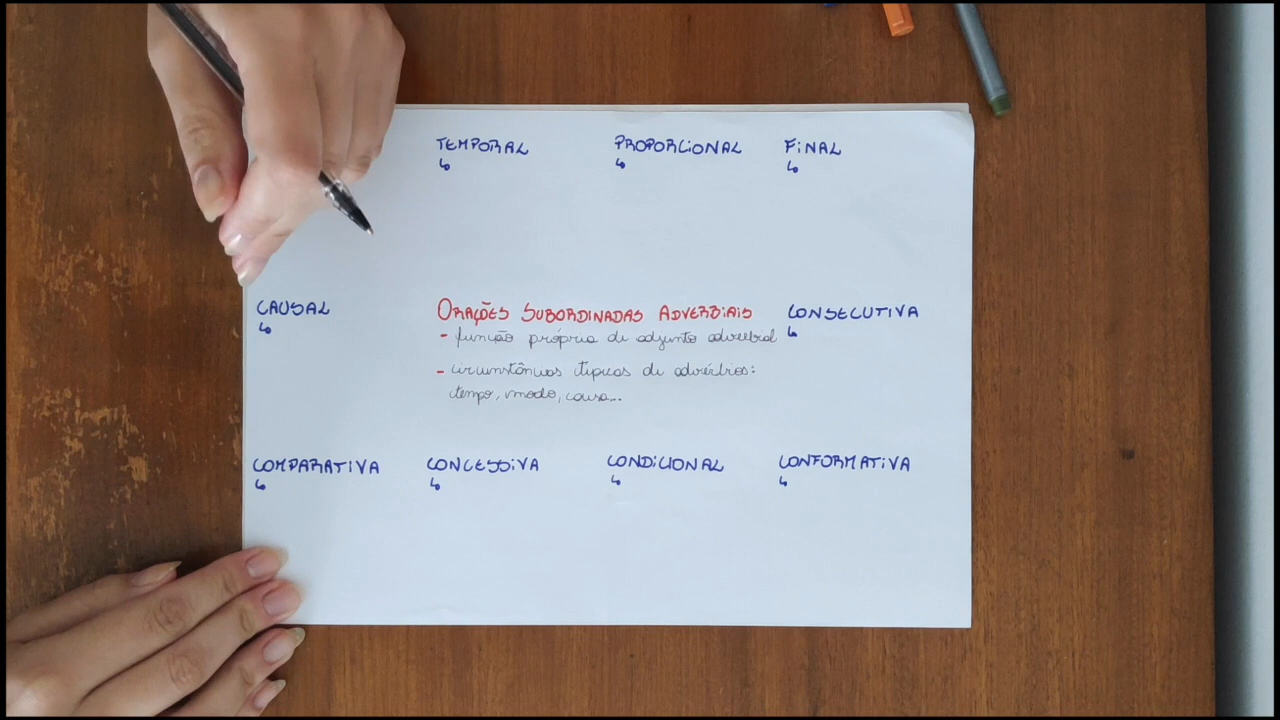 TEMPORAL PROPORCIONAL FINAL
CAUSAL
ORAÇÕES SUBORDINADAS ADVERBIAIS
- função própria de adjunto adverbial
- circunstâncias típicas de advérbios:
tempo, modo, causa...
CONSECUTIVA
COMPARATIVA CONCESSIVA CONDICIONAL CONFORMATIVA